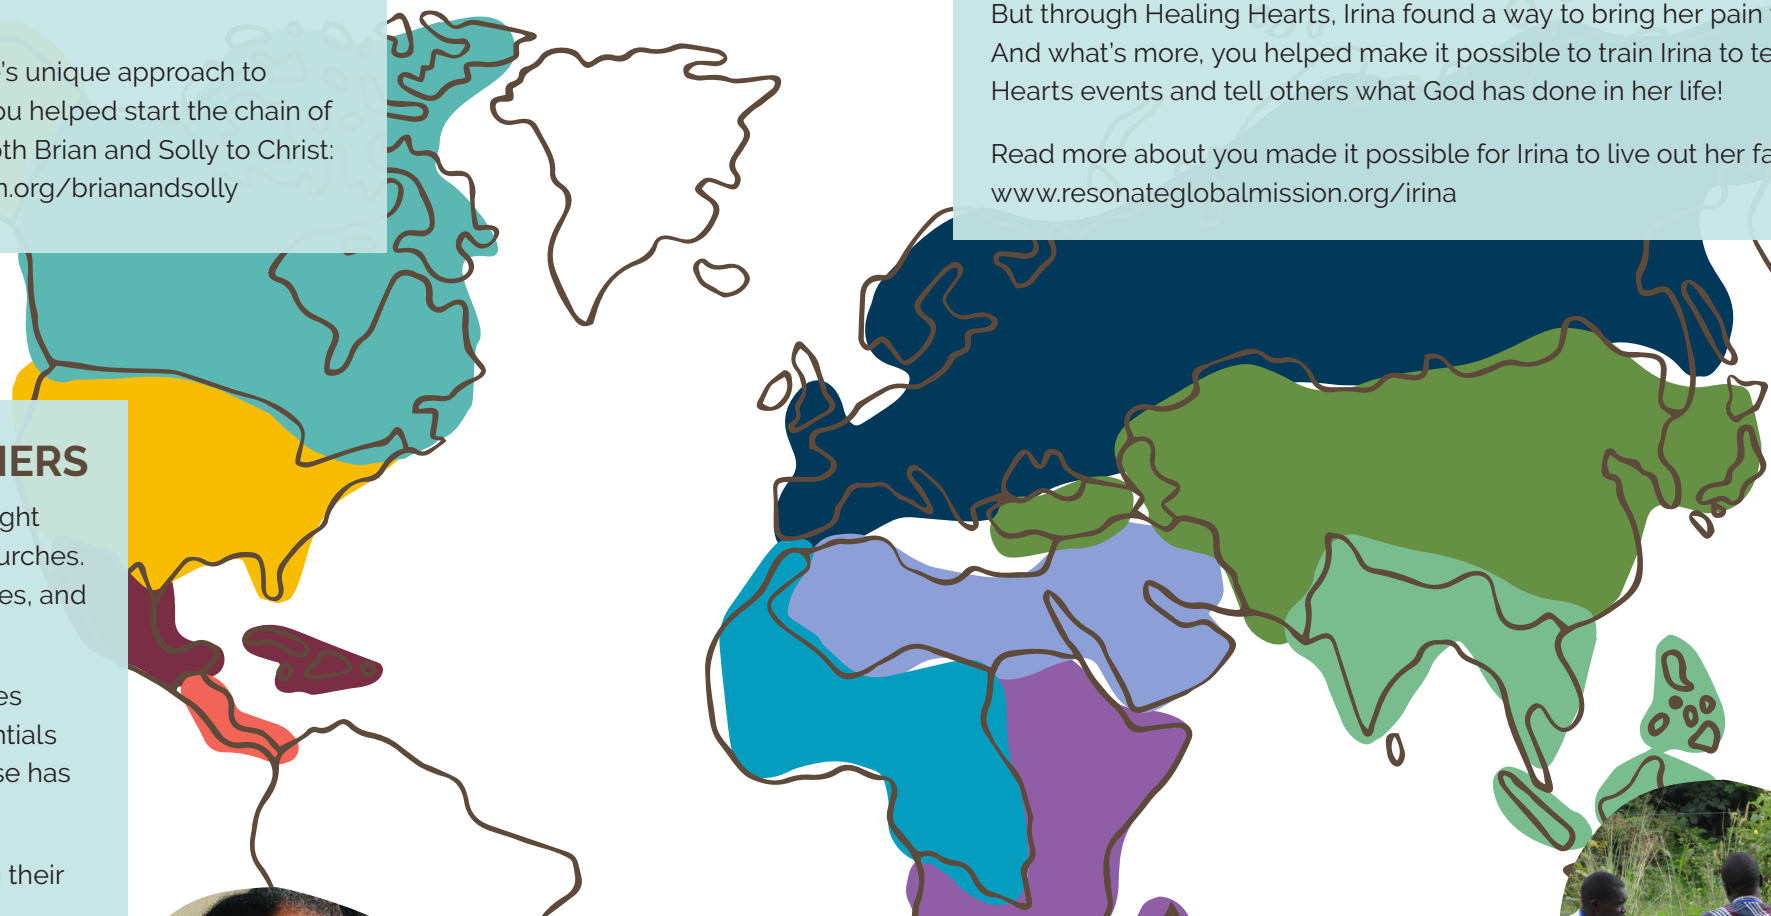 's unique approach to
ou helped start the chain of
oth Brian and Solly to Christ:
n.org/brianandsolly
But through Healing Hearts, Irina found a way to bring her pain
And what's more, you helped make it possible to train Irina to te
Hearts events and tell others what God has done in her life!
Read more about you made it possible for Irina to live out her fa
www.resonateglobalmission.org/irina
HERS
ght
urches.
es, and
es
ntials
se has
their